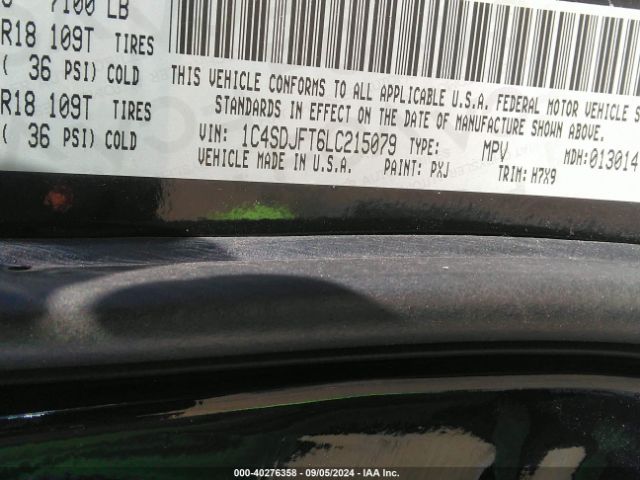 7100 LB
R18 109T TIRES
( 36 PSI) COLD
R18 109T TIRES
( 36 PSI) COLD
THIS VEHICLE CONFORMS TO ALL APPLICABLE U.S.A. FEDERAL MOTOR VEHICLE S
STANDARDS IN EFFECT ON THE DATE OF MANUFACTURE SHOWN ABOVE.
VIN: 1C4SDJFT6LC215079 TYPE: MPV MDH:013014
VEHICLE MADE IN U.S.A. PAINT: PXJ TRIM: H7X9
00-40276358 - 09/05/2024 - IAA Inc.